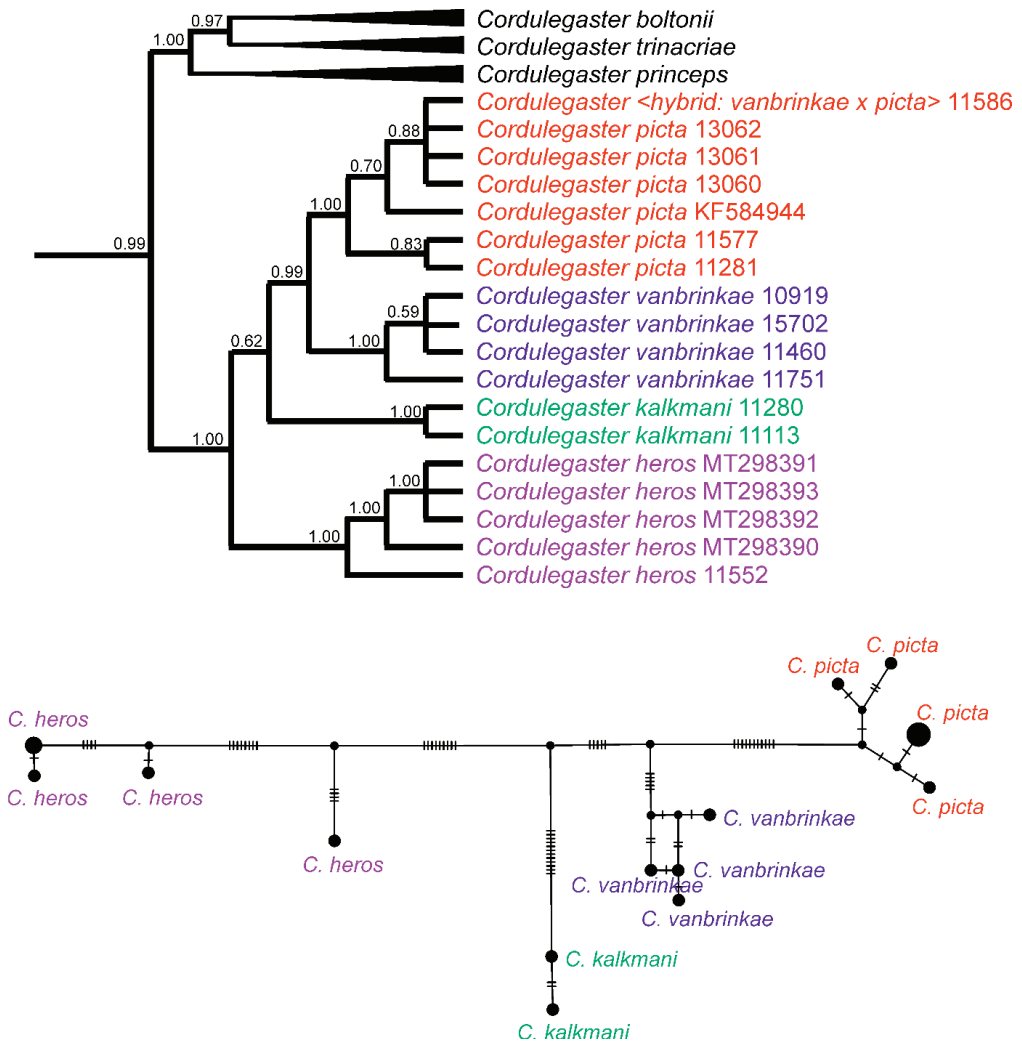 0.97
Cordulegaster boltonii
1.00
Cordulegaster trinacriae
Cordulegaster princeps
Cordulegaster <hybrid: vanbrinkae x picta> 11586
0.88
Cordulegaster picta 13062
Cordulegaster picta 13061
0.70
Cordulegaster picta 13060
1.00
Cordulegaster picta KF584944
0.99
0.83
Cordulegaster picta 11577
Cordulegaster picta 11281
0.99
Cordulegaster vanbrinkae 10919
0.59
Cordulegaster vanbrinkae 15702
0.62
1.00
Cordulegaster vanbrinkae 11460
Cordulegaster vanbrinkae 11751
1.00
Cordulegaster kalkmani 11280
Cordulegaster kalkmani 11113
1.00
Cordulegaster heros MT298391
1.00
Cordulegaster heros MT298393
1.00
Cordulegaster heros MT298392
Cordulegaster heros MT298390
Cordulegaster heros 11552
C. picta
C. picta
C. heros
C. picta
C. heros
C. heros
C. picta
C. vanbrinkae
C. heros
C. vanbrinkae
C. vanbrinkae
C. vanbrinkae
C. kalkmani
C. kalkmani